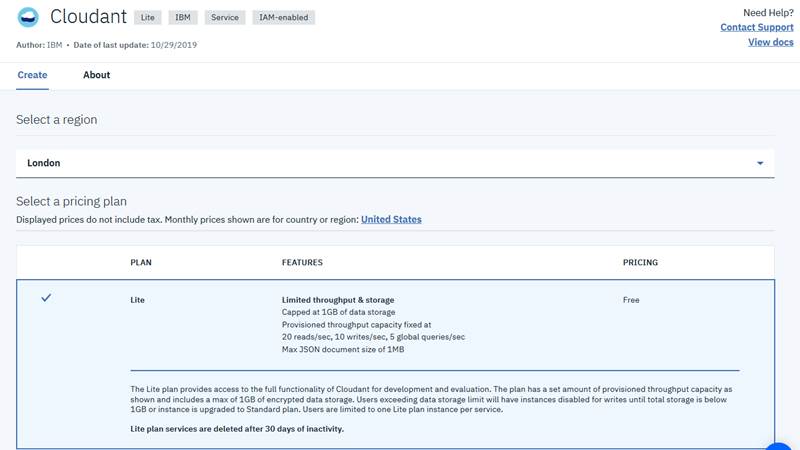 Cloudant Lite IBM Service IAM-enabled
Need Help?
Contact Support
View docs
Author: IBM • Date of last update: 10/29/2019
Create About
Select a region
London
Select a pricing plan
Displayed prices do not include tax. Monthly prices shown are for country or region: United States
PLAN FEATURES PRICING
Lite Limited throughput & storage Free
Capped at 1GB of data storage
Provisioned throughput capacity fixed at
20 reads/sec, 10 writes/sec, 5 global queries/sec
Max JSON document size of 1MB
The Lite plan provides access to the full functionality of Cloudant for development and evaluation. The plan has a set amount of provisioned throughput capacity as
shown and includes a max of 1GB of encrypted data storage. Users exceeding data storage limit will have instances disabled for writes until total storage is below
1GB or instance is upgraded to Standard plan. Users are limited to one Lite plan instance per service.
Lite plan services are deleted after 30 days of inactivity.